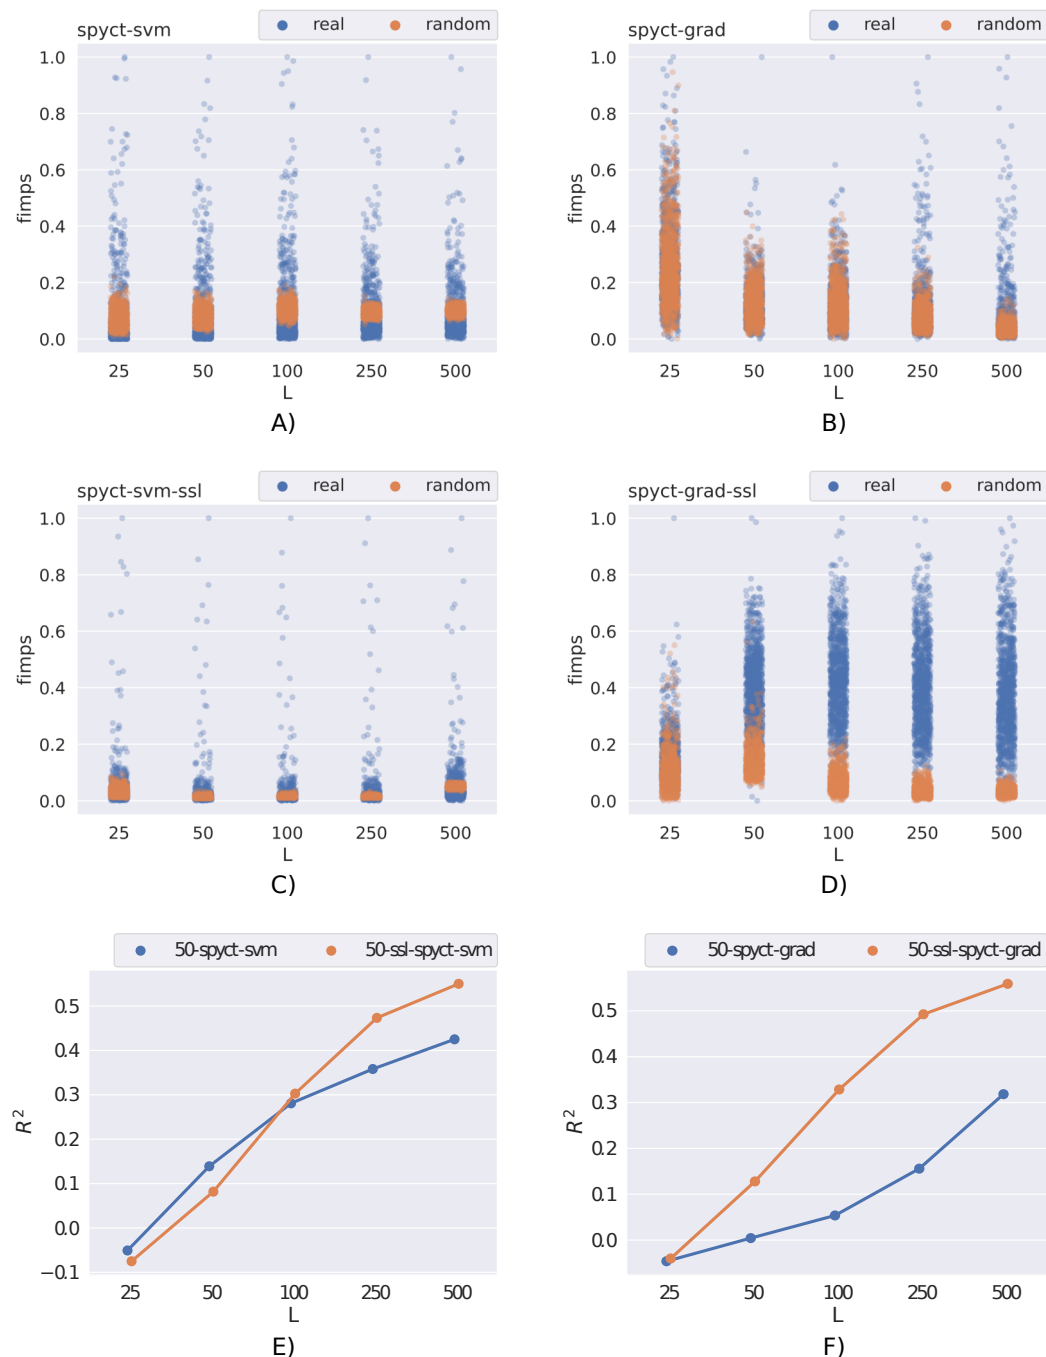 spyct-svm
real random
1.0
0.8
0.6
0.4
0.2
0.0
fimps
25 50 100 250 500
L
A)
spyct-grad
real random
1.0
0.8
0.6
0.4
0.2
0.0
fimps
25 50 100 250 500
L
B)
spyct-svm-ssl
real random
1.0
0.8
0.6
0.4
0.2
0.0
fimps
25 50 100 250 500
L
C)
spyct-grad-ssl
real random
1.0
0.8
0.6
0.4
0.2
0.0
fimps
25 50 100 250 500
L
D)
50-spyct-svm 50-ssl-spyct-svm
0.5
0.4
0.3
0.2
0.1
0.0
−0.1
R²
25 50 100 250 500
L
E)
50-spyct-grad 50-ssl-spyct-grad
0.5
0.4
0.3
0.2
0.1
0.0
R²
25 50 100 250 500
L
F)